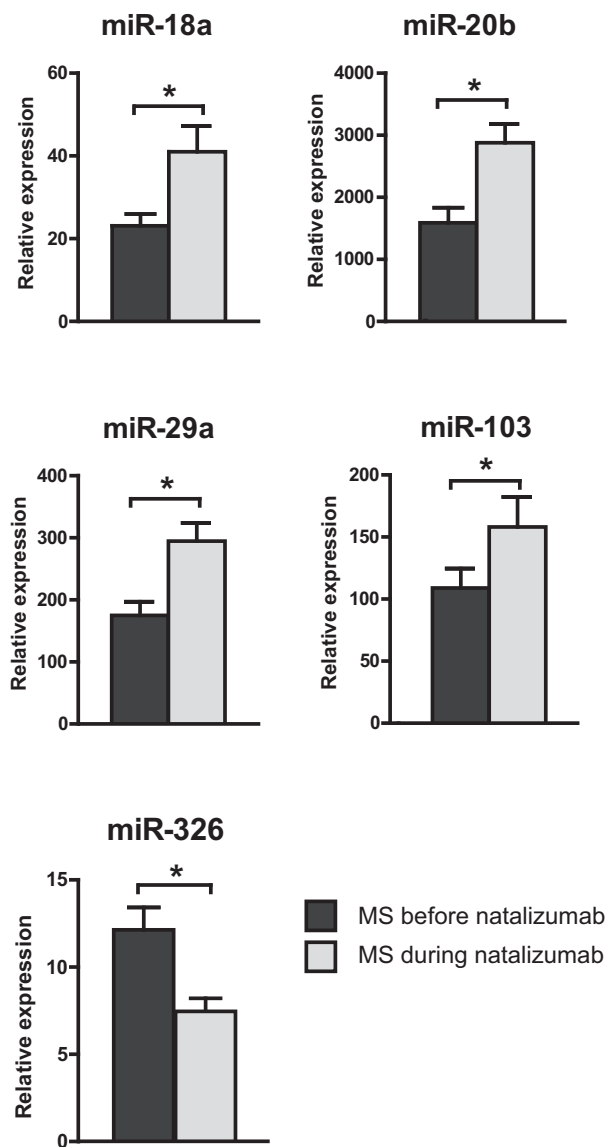 miR-18a
60
40
20
0
Relative expression
*
miR-20b
4000
3000
2000
1000
0
Relative expression
*
miR-29a
400
300
200
100
0
Relative expression
*
miR-103
200
150
100
50
0
Relative expression
*
miR-326
15
10
5
0
Relative expression
*
MS before natalizumab
MS during natalizumab